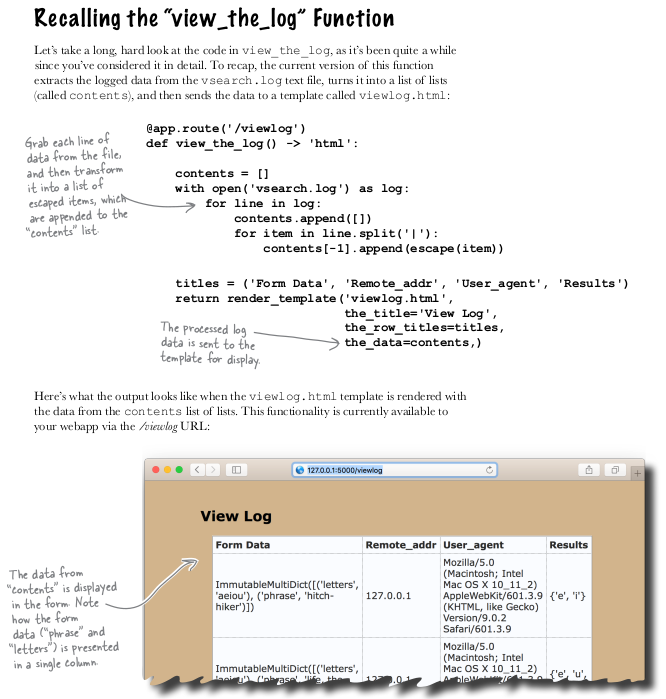 Recalling the “view_the_log” Function
Let’s take a long, hard look at the code in view_the_log, as it’s been quite a while
since you’ve considered it in detail. To recap, the current version of this function
extracts the logged data from the vsearch.log text file, turns it into a list of lists
(called contents), and then sends the data to a template called viewlog.html:
Grab each line of
data from the file,
and then transform
it into a list of
escaped items, which
are appended to the
“contents” list.
@app.route('/viewlog')
def view_the_log() -> 'html':
contents = []
with open('vsearch.log') as log:
for line in log:
contents.append([])
for item in line.split('|'):
contents[-1].append(escape(item))
titles = ('Form Data', 'Remote_addr', 'User_agent', 'Results')
return render_template('viewlog.html',
the_title='View Log',
the_row_titles=titles,
the_data=contents,)
The processed log
data is sent to the
template for display.
Here’s what the output looks like when the viewlog.html template is rendered with
the data from the contents list of lists. This functionality is currently available to
your webapp via the /viewlog URL:
127.0.0.1:5000/viewlog
View Log
Form Data Remote_addr User_agent Results
ImmutableMultiDict([('letters',
'aeiou'), ('phrase', 'hitch-
hiker')])
127.0.0.1
Mozilla/5.0
(Macintosh; Intel
Mac OS X 10_11_2)
AppleWebKit/601.3.9
(KHTML, like Gecko)
Version/9.0.2
Safari/601.3.9
{'e', 'i'}
ImmutableMultiDict([('letters',
'aeiou'), ('phrase', 'life, the
127.0.0.1
Mozilla/5.0
(Macintosh; Intel
Mac OS X 10_11_2)
AppleWebKit/601.3.9
{'e', 'u',
The data from
“contents” is displayed
in the form. Note
how the form
data (“phrase” and
“letters”) is presented
in a single column.